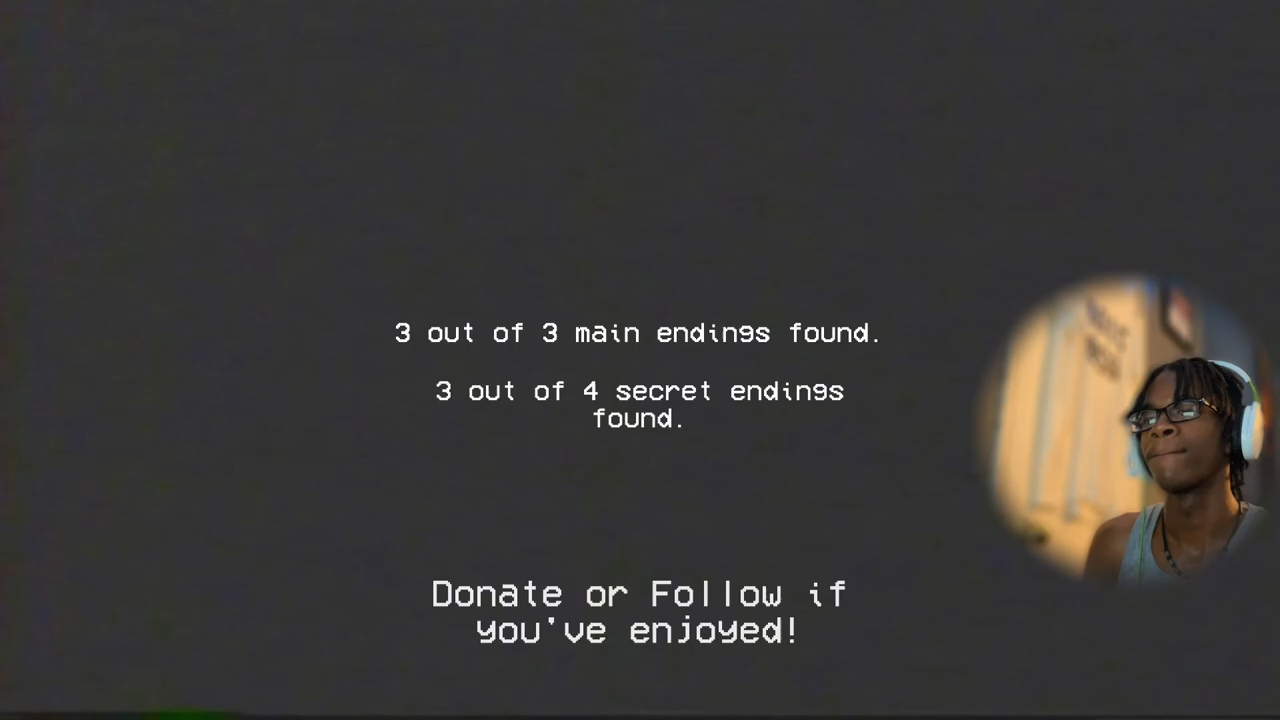 3 out of 3 main endings found.
3 out of 4 secret endings
found.
Donate or Follow if
you've enjoyed!